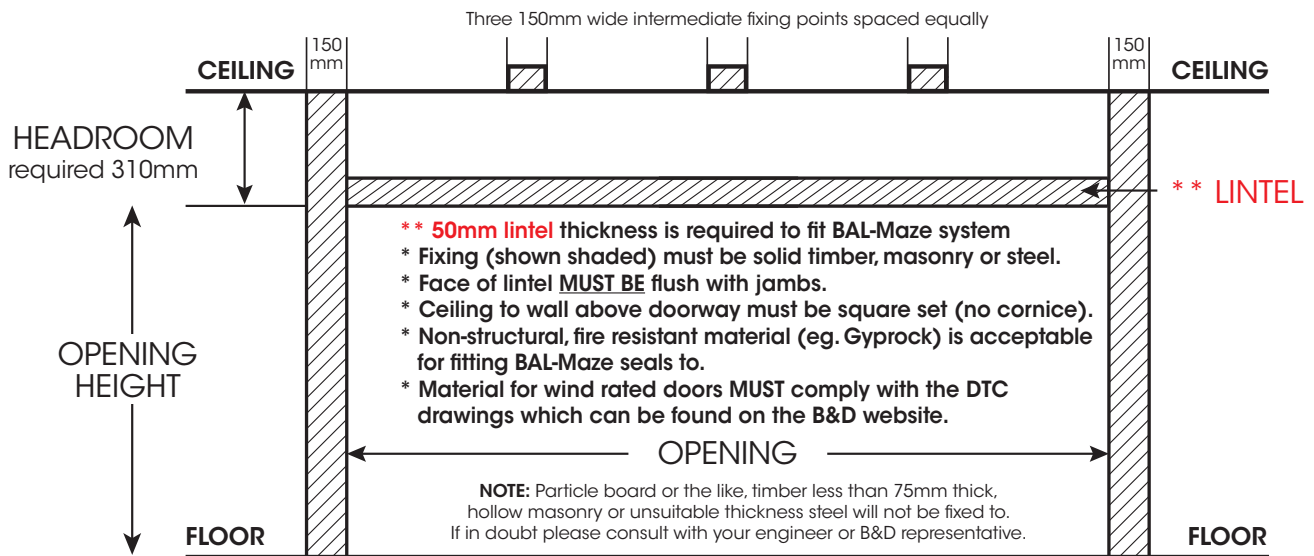 Three 150mm wide intermediate fixing points spaced equally
150
mm
150
mm
CEILING
CEILING
HEADROOM
required 310mm
** LINTEL
** 50mm lintel thickness is required to fit BAL-Maze system
* Fixing (shown shaded) must be solid timber, masonry or steel.
* Face of lintel MUST BE flush with jambs.
* Ceiling to wall above doorway must be square set (no cornice).
* Non-structural, fire resistant material (eg. Gyprock) is acceptable
for fitting BAL-Maze seals to.
* Material for wind rated doors MUST comply with the DTC
drawings which can be found on the B&D website.
OPENING
HEIGHT
OPENING
NOTE: Particle board or the like, timber less than 75mm thick,
hollow masonry or unsuitable thickness steel will not be fixed to.
If in doubt please consult with your engineer or B&D representative.
FLOOR
FLOOR